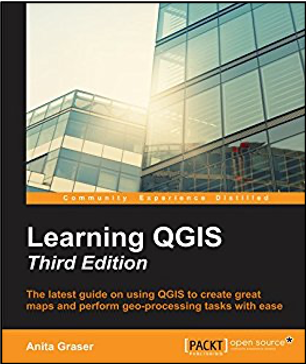 Community Experience Distilled
Learning QGIS
Third Edition
The latest guide on using QGIS to create great
maps and perform geo-processing tasks with ease
Anita Graser
[PACKT] open source*
PUBLISHING